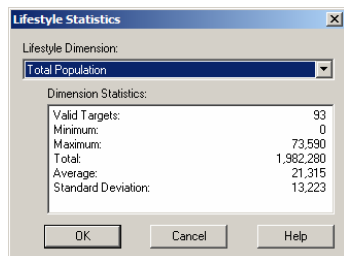 Lifestyle Statistics
Lifestyle Dimension:
Total Population
Dimension Statistics:
Valid Targets: 93
Minimum: 0
Maximum: 73,590
Total: 1,982,280
Average: 21,315
Standard Deviation: 13,223
OK Cancel Help